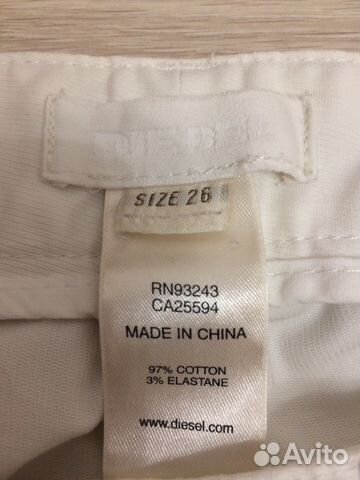 DIESEL
SIZE 26
RN93243
CA25594
MADE IN CHINA
97% COTTON
3% ELASTANE
www.diesel.com
Avito